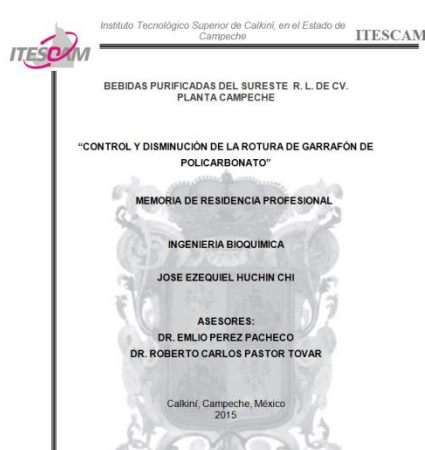 Instituto Tecnológico Superior de Calkiní, en el Estado de
Campeche
ITESCAM
ITESCAM
BEBIDAS PURIFICADAS DEL SURESTE R. L. DE CV.
PLANTA CAMPECHE
“CONTROL Y DISMINUCIÓN DE LA ROTURA DE GARRAFÓN DE
POLICARBONATO”
MEMORIA DE RESIDENCIA PROFESIONAL
INGENIERIA BIOQUÍMICA
JOSE EZEQUIEL HUCHIN CHI
ASESORES:
DR. EMLIO PEREZ PACHECO
DR. ROBERTO CARLOS PASTOR TOVAR
Calkiní, Campeche, México
2015